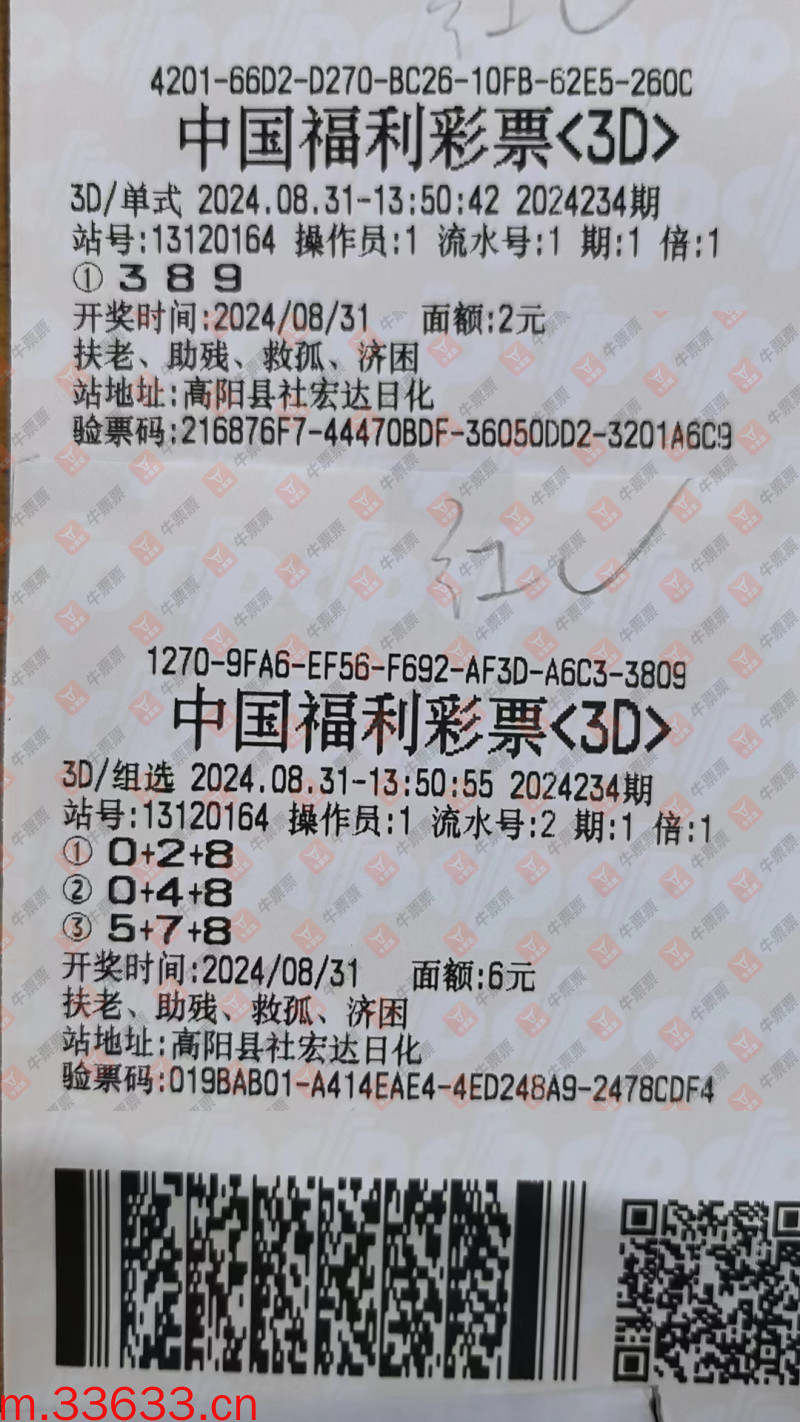 红
4201-66D2-D270-BC26-10FB-62E5-260C
中国福利彩票<3D>
3D/单式 2024.08.31-13:50:42 2024234期
站号:13120164 操作员:1 流水号:1 期:1 倍:1
① 3 8 9
开奖时间:2024/08/31 面额:2元
扶老、助残、救孤、济困
站地址:高阳县社宏达日化
验票码:216876F7-44470BDF-36050DD2-3201A6C9
红
1270-9FA6-EF56-F692-AF3D-A6C3-3809
中国福利彩票<3D>
3D/组选 2024.08.31-13:50:55 2024234期
站号:13120164 操作员:1 流水号:2 期:1 倍:1
① 0+2+8
② 0+4+8
③ 5+7+8
开奖时间:2024/08/31 面额:6元
扶老、助残、救孤、济困
站地址:高阳县社宏达日化
验票码:019BAB01-A414EAE4-4ED248A9-2478CDF4
牛票票
m.33633.cn